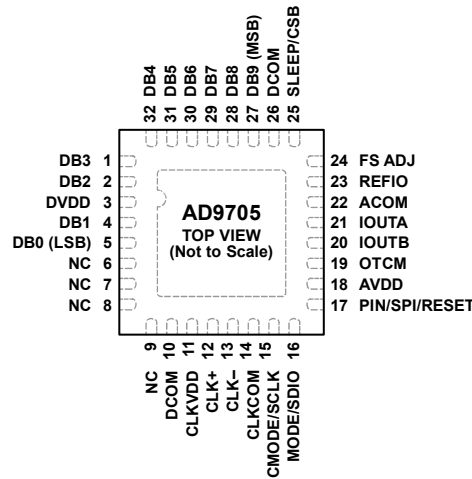 32 DB4
31 DB5
30 DB6
29 DB7
28 DB8
27 DB9 (MSB)
26 DCOM
25 SLEEP/CSB
DB3 1
DB2 2
DVDD 3
DB1 4
DB0 (LSB) 5
NC 6
NC 7
NC 8
AD9705
TOP VIEW
(Not to Scale)
24 FS ADJ
23 REFIO
22 ACOM
21 IOUTA
20 IOUTB
19 OTCM
18 AVDD
17 PIN/SPI/RESET
NC 9
DCOM 10
CLKVDD 11
CLK+ 12
CLK– 13
CLKCOM 14
CMODE/SCLK 15
MODE/SDIO 16